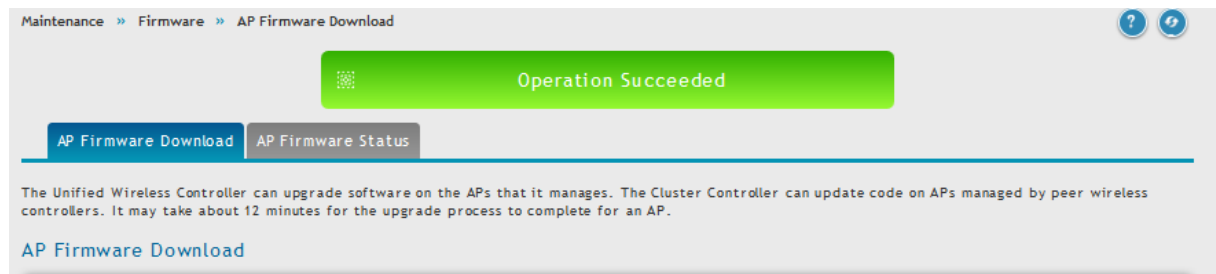 Maintenance » Firmware » AP Firmware Download
?
Operation Succeeded
AP Firmware Download AP Firmware Status
The Unified Wireless Controller can upgrade software on the APs that it manages. The Cluster Controller can update code on APs managed by peer wireless
controllers. It may take about 12 minutes for the upgrade process to complete for an AP.
AP Firmware Download